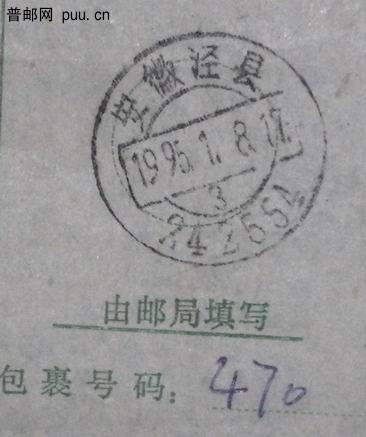 普邮网 puu.cn
安徽泾县
1995.1.8.17
3
242554
由邮局填写
包裹号码：470